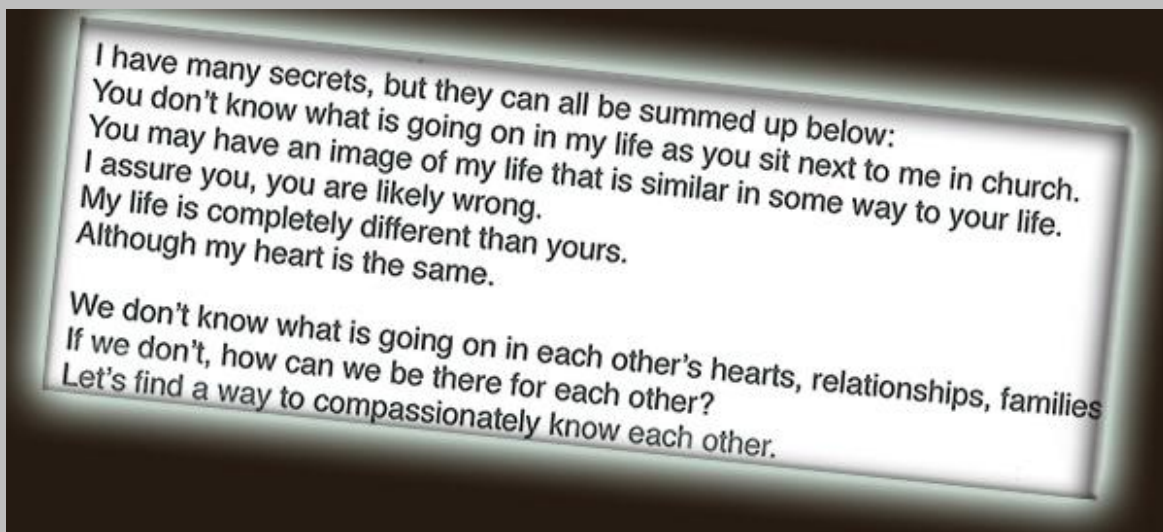 I have many secrets, but they can all be summed up below:
You don't know what is going on in my life as you sit next to me in church.
You may have an image of my life that is similar in some way to your life.
I assure you, you are likely wrong.
My life is completely different than yours.
Although my heart is the same.
We don't know what is going on in each other's hearts, relationships, families
If we don't, how can we be there for each other?
Let's find a way to compassionately know each other.